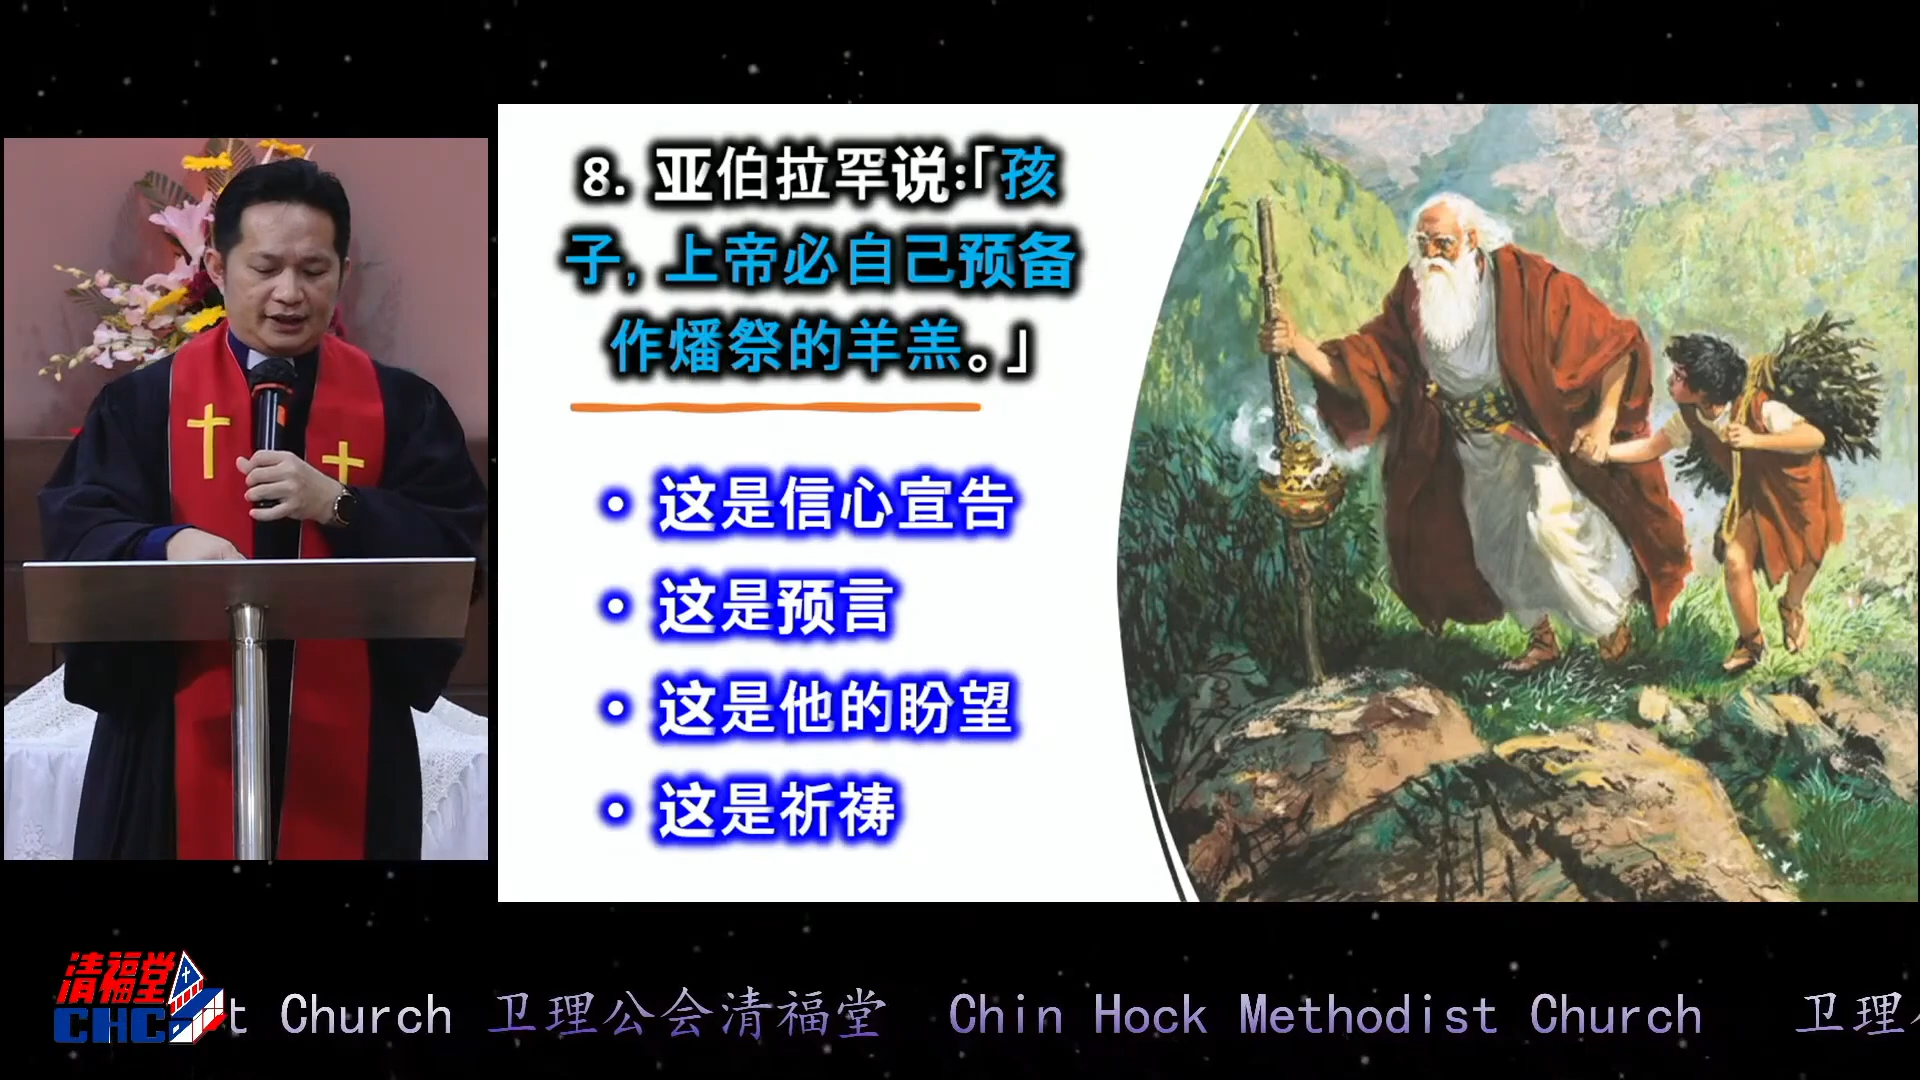 8. 亚伯拉罕说:「孩
子, 上帝必自己预备
作燔祭的羊羔。」
• 这是信心宣告
• 这是预言
• 这是他的盼望
• 这是祈祷
清福堂
CHC
t Church 卫理公会清福堂 Chin Hock Methodist Church 卫理